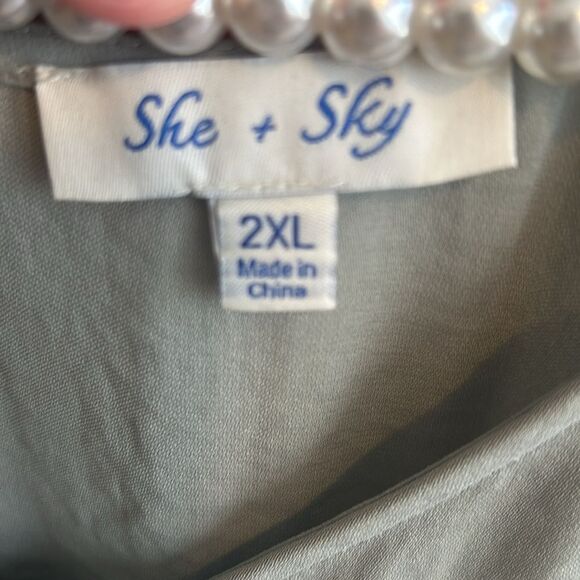 She + Sky
2XL
Made in
China